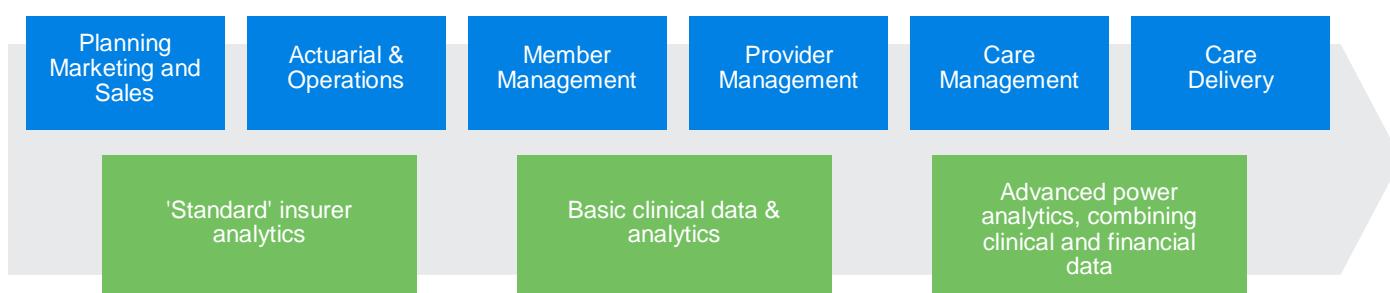 Planning
Marketing and
Sales
Actuarial &
Operations
Member
Management
Provider
Management
Care
Management
Care
Delivery
'Standard' insurer
analytics
Basic clinical data &
analytics
Advanced power
analytics, combining
clinical and financial
data